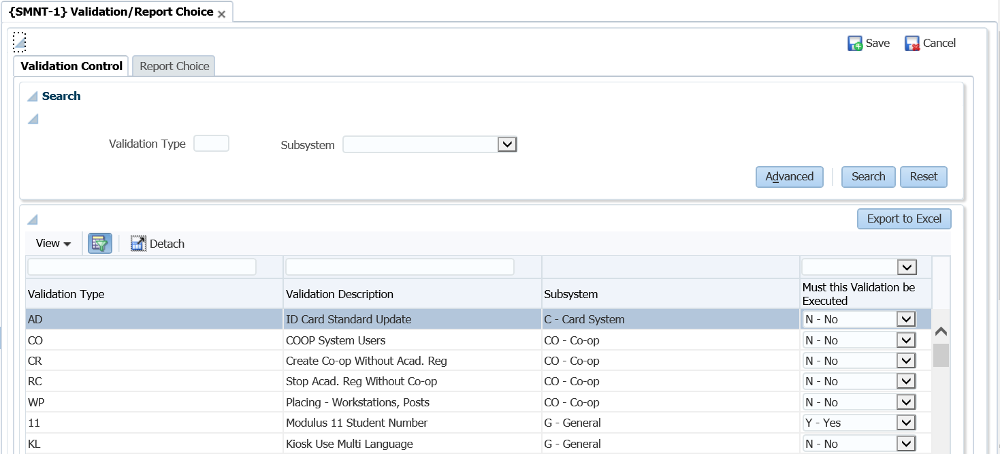 {SMNT-1} Validation/Report Choice
Save Cancel
Validation Control Report Choice
Search
Validation Type Subsystem
Advanced Search Reset
Export to Excel
View Detach
Validation Type Validation Description Subsystem Must this Validation be
Executed
AD ID Card Standard Update C - Card System N - No
CO COOP System Users CO - Co-op N - No
CR Create Co-op Without Acad. Reg CO - Co-op N - No
RC Stop Acad. Reg Without Co-op CO - Co-op N - No
WP Placing - Workstations, Posts CO - Co-op N - No
11 Modulus 11 Student Number G - General Y - Yes
KL Kiosk Use Multi Language G - General N - No